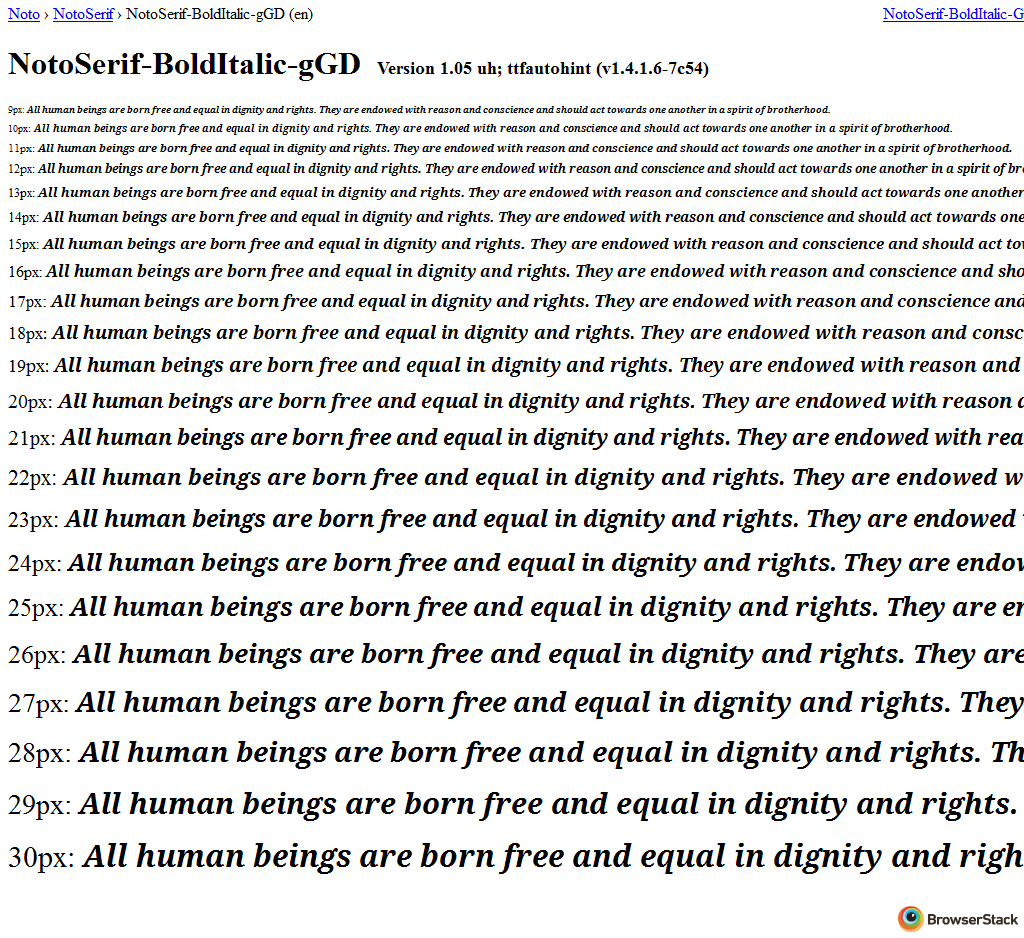 Noto › NotoSerif › NotoSerif-BoldItalic-gGD (en) NotoSerif-BoldItalic-G
NotoSerif-BoldItalic-gGD Version 1.05 uh; ttfautohint (v1.4.1.6-7c54)
9px: All human beings are born free and equal in dignity and rights. They are endowed with reason and conscience and should act towards one another in a spirit of brotherhood.
10px: All human beings are born free and equal in dignity and rights. They are endowed with reason and conscience and should act towards one another in a spirit of brotherhood.
11px: All human beings are born free and equal in dignity and rights. They are endowed with reason and conscience and should act towards one another in a spirit of brotherhood.
12px: All human beings are born free and equal in dignity and rights. They are endowed with reason and conscience and should act towards one another in a spirit of br
13px: All human beings are born free and equal in dignity and rights. They are endowed with reason and conscience and should act towards one another
14px: All human beings are born free and equal in dignity and rights. They are endowed with reason and conscience and should act towards one
15px: All human beings are born free and equal in dignity and rights. They are endowed with reason and conscience and should act to
16px: All human beings are born free and equal in dignity and rights. They are endowed with reason and conscience and sho
17px: All human beings are born free and equal in dignity and rights. They are endowed with reason and conscience and
18px: All human beings are born free and equal in dignity and rights. They are endowed with reason and consc
19px: All human beings are born free and equal in dignity and rights. They are endowed with reason and
20px: All human beings are born free and equal in dignity and rights. They are endowed with reason a
21px: All human beings are born free and equal in dignity and rights. They are endowed with rea
22px: All human beings are born free and equal in dignity and rights. They are endowed w
23px: All human beings are born free and equal in dignity and rights. They are endowed
24px: All human beings are born free and equal in dignity and rights. They are endow
25px: All human beings are born free and equal in dignity and rights. They are en
26px: All human beings are born free and equal in dignity and rights. They are
27px: All human beings are born free and equal in dignity and rights. They
28px: All human beings are born free and equal in dignity and rights. Th
29px: All human beings are born free and equal in dignity and rights.
30px: All human beings are born free and equal in dignity and righ
BrowserStack